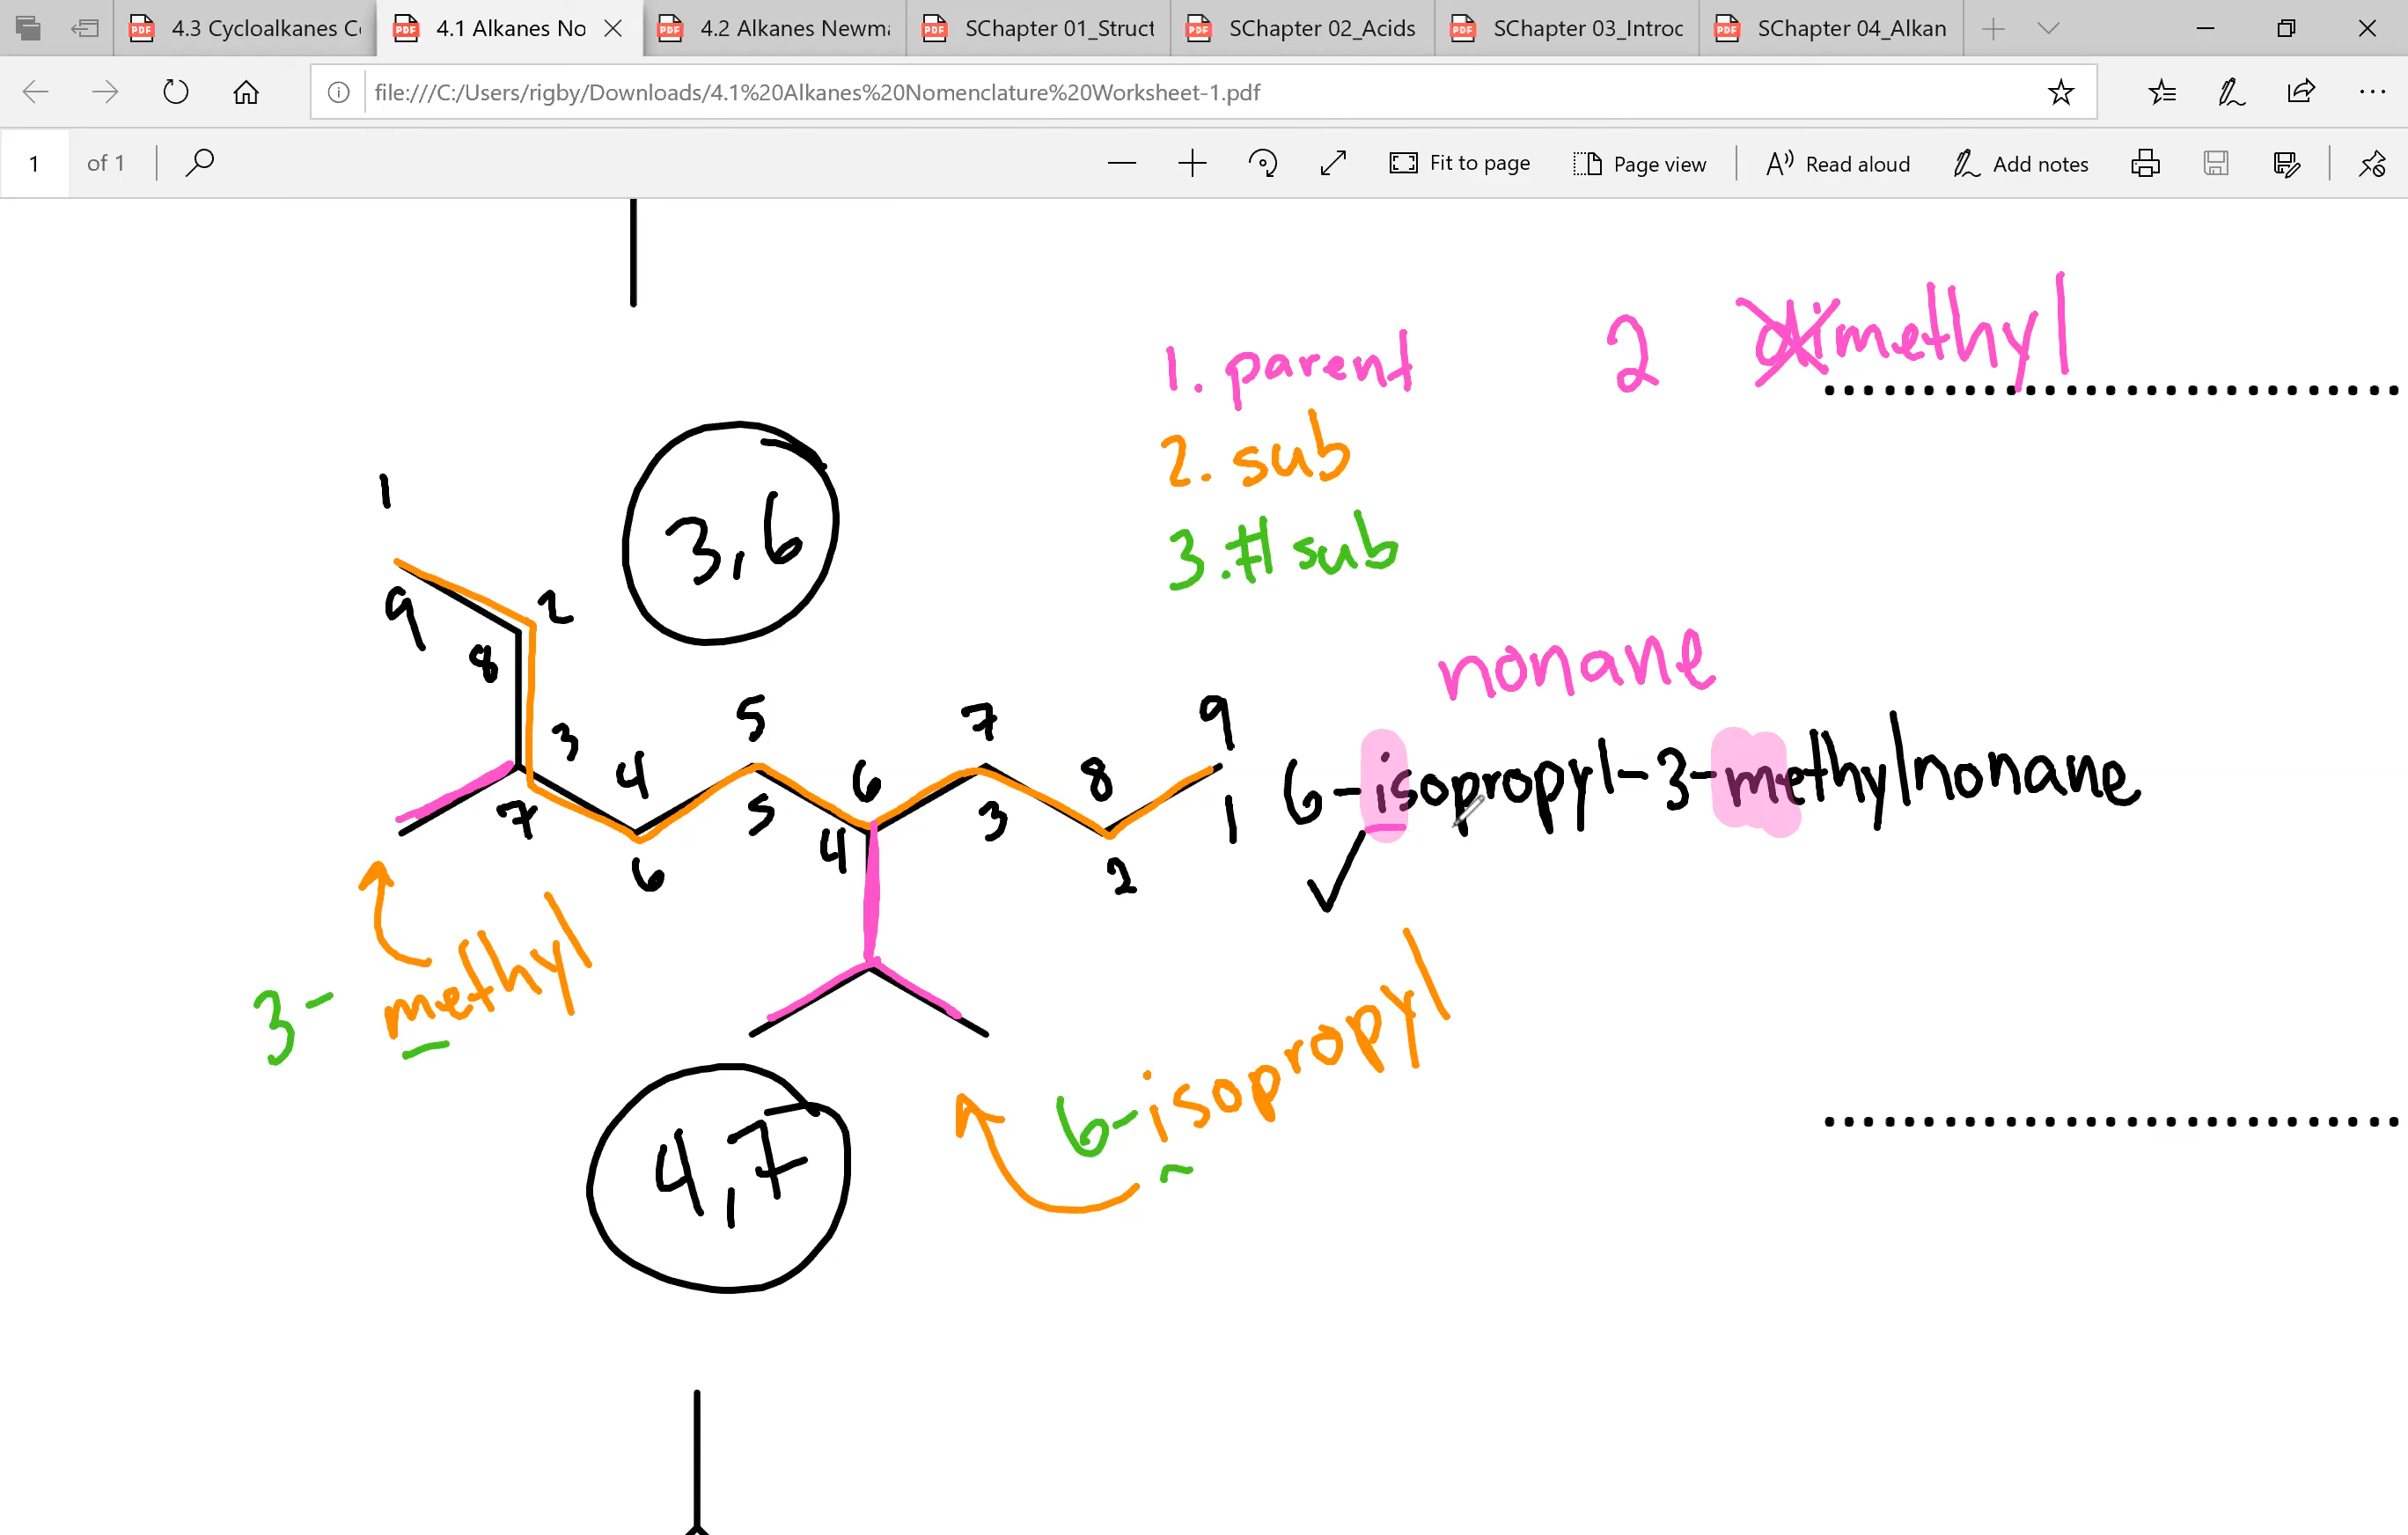 4.3 Cycloalkanes C
4.1 Alkanes No
4.2 Alkanes Newma
SChapter 01_Struct
SChapter 02_Acids
SChapter 03_Introc
SChapter 04_Alkan
file:///C:/Users/rigby/Downloads/4.1%20Alkanes%20Nomenclature%20Worksheet-1.pdf
1 of 1
Fit to page
Page view
Read aloud
Add notes
1. parent
2. sub
3. # sub
2 dimethyl
3,6
1
9
2
8
3
7
4
6
5
5
6
4
7
3
8
2
9
1
nonane
6-isopropyl-3-methylnonane
3- methyl
6-isopropyl
4,7